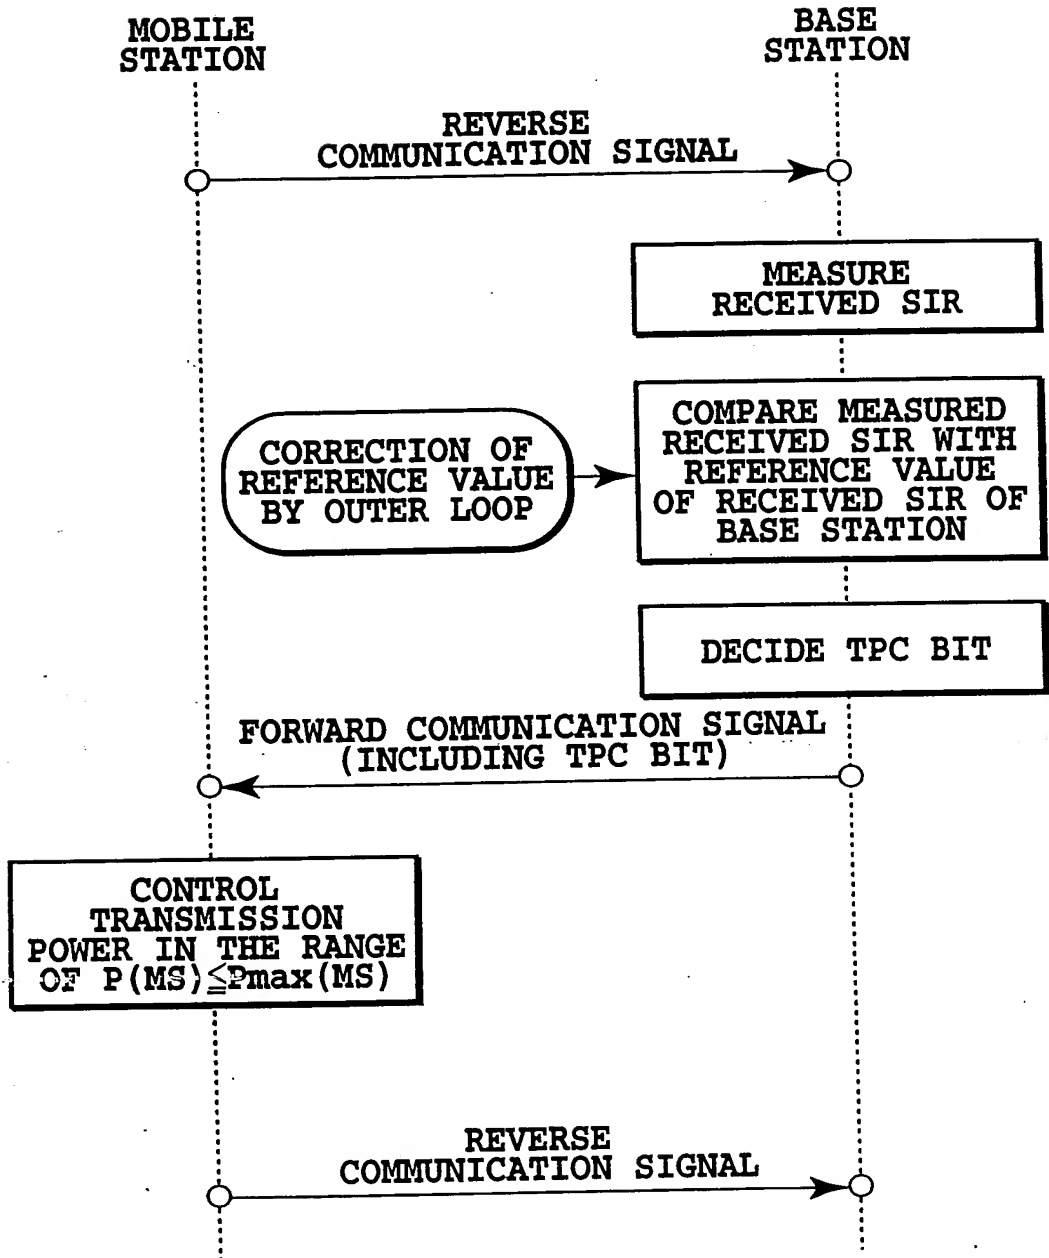 MOBILE
STATION
BASE
STATION
REVERSE
COMMUNICATION SIGNAL
MEASURE
RECEIVED SIR
COMPARE MEASURED
RECEIVED SIR WITH
REFERENCE VALUE
OF RECEIVED SIR OF
BASE STATION
CORRECTION OF
REFERENCE VALUE
BY OUTER LOOP
DECIDE TPC BIT
FORWARD COMMUNICATION SIGNAL
(INCLUDING TPC BIT)
CONTROL
TRANSMISSION
POWER IN THE RANGE
OF P(MS)≦Pmax(MS)
REVERSE
COMMUNICATION SIGNAL